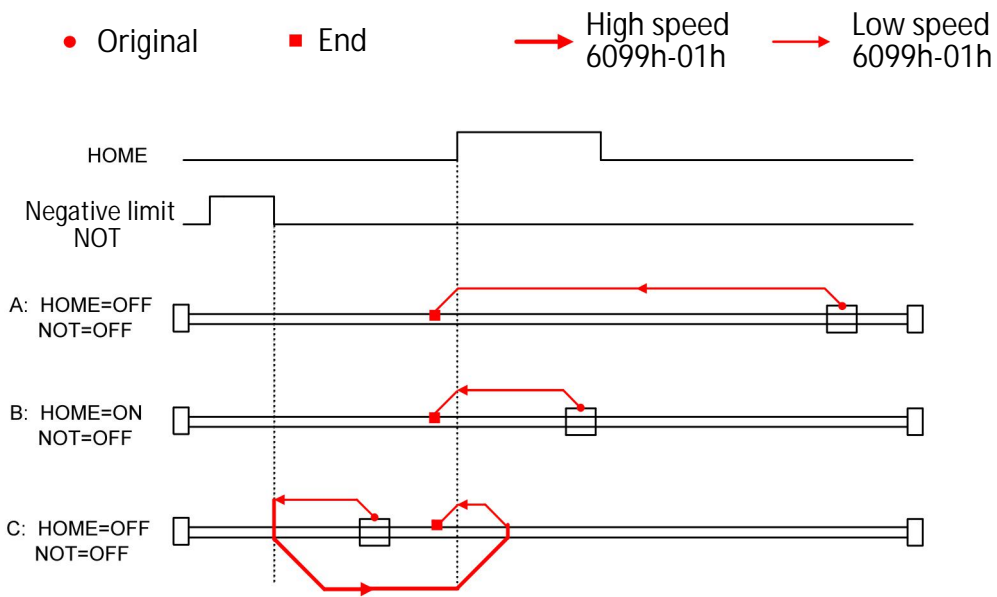 Original
End
High speed
6099h-01h
Low speed
6099h-01h
HOME
Negative limit
NOT
A: HOME=OFF
NOT=OFF
B: HOME=ON
NOT=OFF
C: HOME=OFF
NOT=OFF